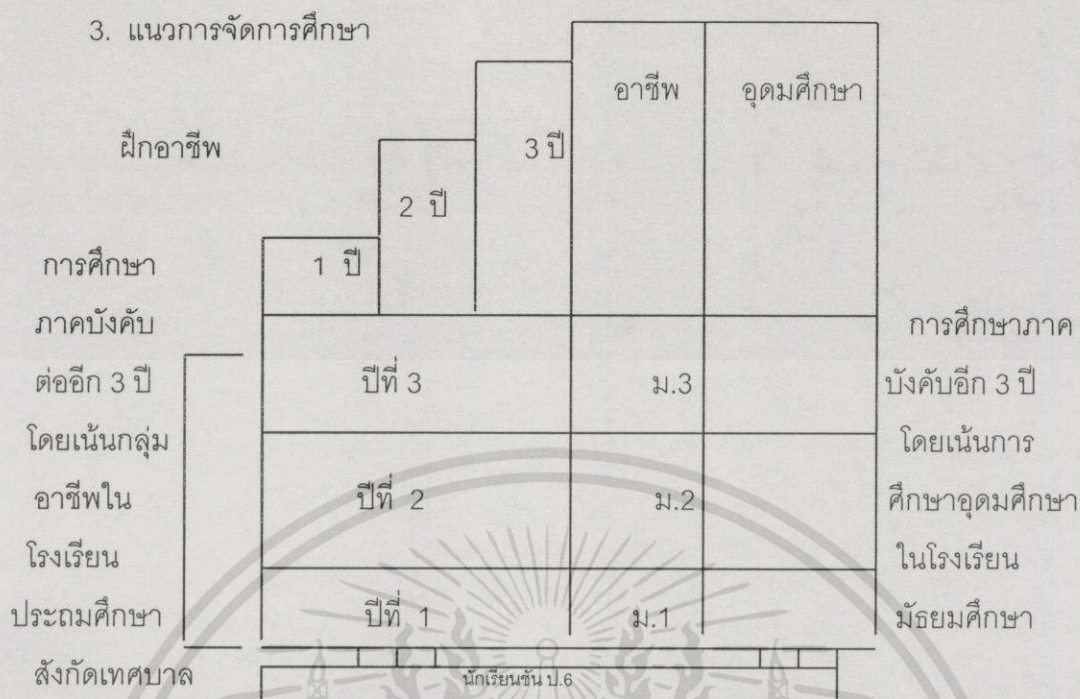 3. แนวการจัดการศึกษา
อาชีพ
อุดมศึกษา
ฝึกอาชีพ
3 ปี
2 ปี
1 ปี
การศึกษา
ภาคบังคับ
ต่ออีก 3 ปี
โดยเน้นกลุ่ม
อาชีพใน
โรงเรียน
ประถมศึกษา
สังกัดเทศบาล
ปีที่ 3
ม.3
ปีที่ 2
ม.2
ปีที่ 1
ม.1
นักเรียนชั้น ป.6
การศึกษาภาค
บังคับอีก 3 ปี
โดยเน้นการ
ศึกษาอุดมศึกษา
ในโรงเรียน
มัธยมศึกษา